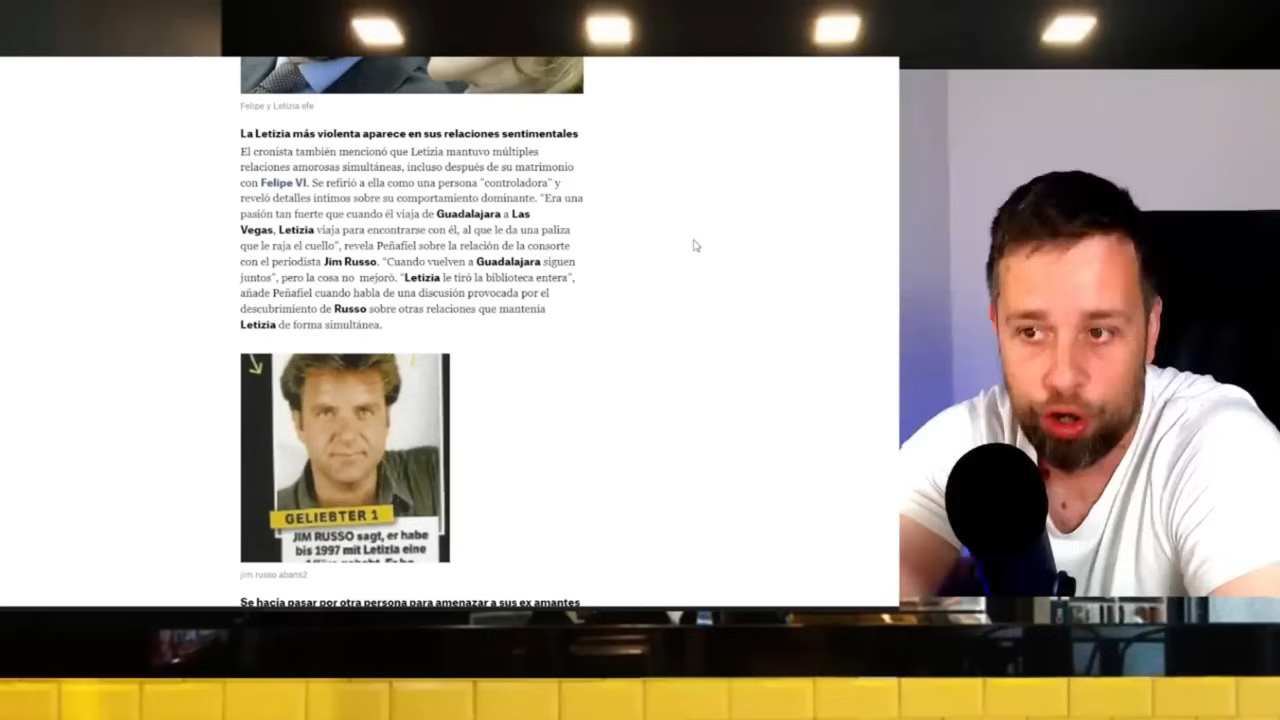 Felipe y Letizia efe
La Letizia más violenta aparece en sus relaciones sentimentales
El cronista también mencionó que Letizia mantuvo múltiples
relaciones amorosas simultáneas, incluso después de su matrimonio
con Felipe VI. Se refirió a ella como una persona "controladora" y
reveló detalles íntimos sobre su comportamiento dominante. "Era una
pasión tan fuerte que cuando él viaja de Guadalajara a Las
Vegas, Letizia viaja para encontrarse con él, al que le da una paliza
que le raja el cuello", revela Peñafiel sobre la relación de la consorte
con el periodista Jim Russo. "Cuando vuelven a Guadalajara siguen
juntos", pero la cosa no mejoró. "Letizia le tiró la biblioteca entera",
añade Peñafiel cuando habla de una discusión provocada por el
descubrimiento de Russo sobre otras relaciones que mantenía
Letizia de forma simultánea.
GELIEBTER 1
JIM RUSSO sagt, er habe
bis 1997 mit Letizia eine
jim russo abans2
Se hacía pasar por otra persona para amenazar a sus ex amantes